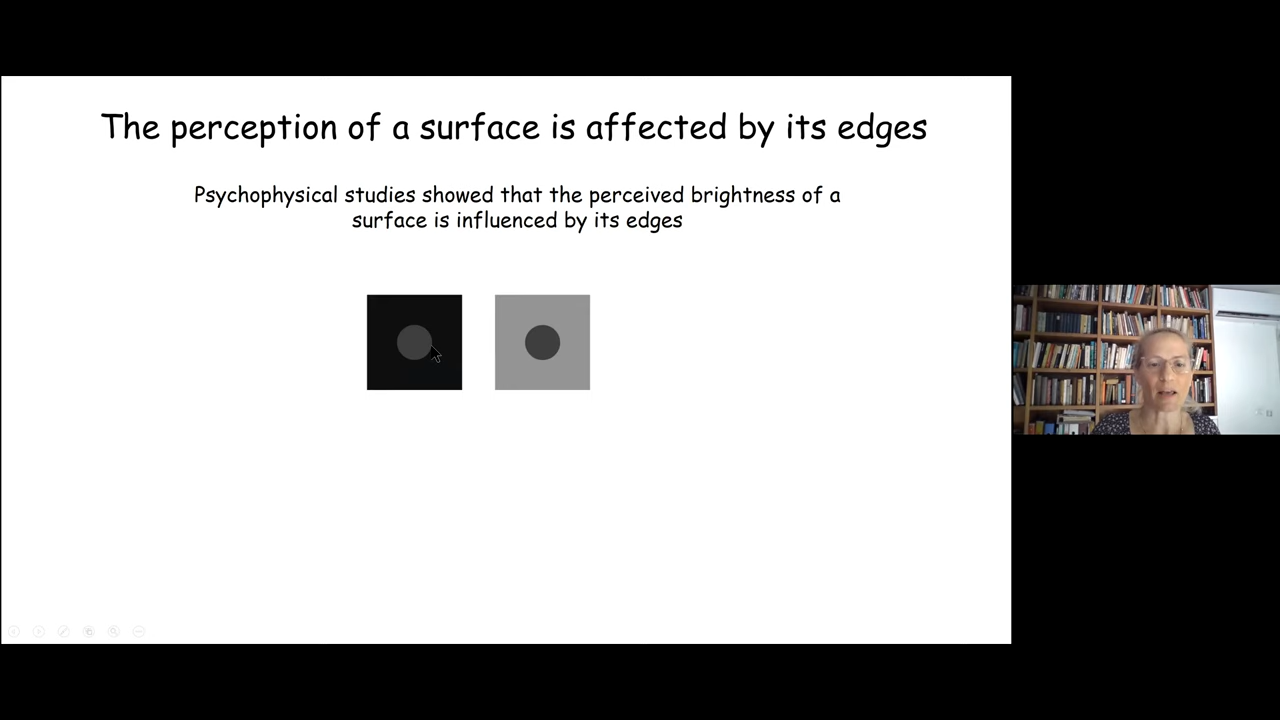 The perception of a surface is affected by its edges
Psychophysical studies showed that the perceived brightness of a
surface is influenced by its edges